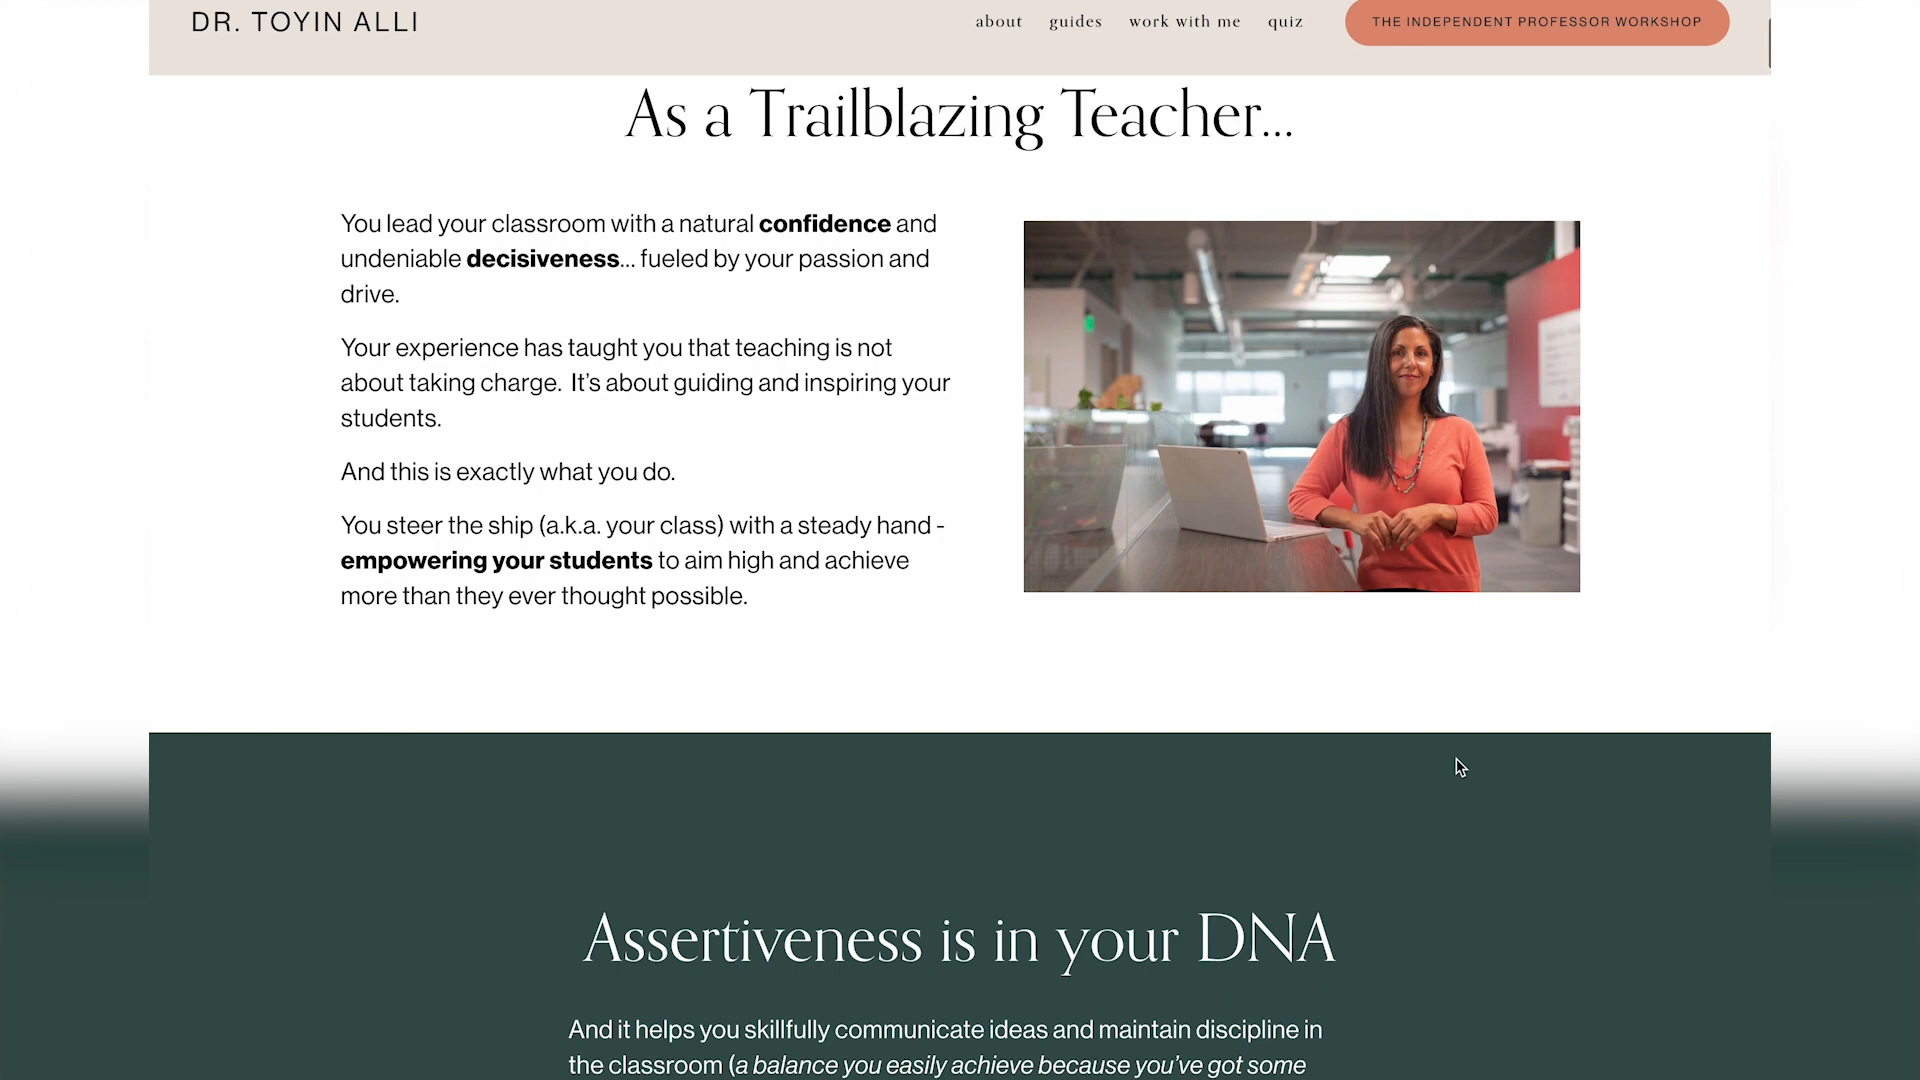 DR. TOYIN ALLI
about guides work with me quiz THE INDEPENDENT PROFESSOR WORKSHOP
As a Trailblazing Teacher...
You lead your classroom with a natural confidence and
undeniable decisiveness... fueled by your passion and
drive.
Your experience has taught you that teaching is not
about taking charge. It's about guiding and inspiring your
students.
And this is exactly what you do.
You steer the ship (a.k.a. your class) with a steady hand -
empowering your students to aim high and achieve
more than they ever thought possible.
Assertiveness is in your DNA
And it helps you skillfully communicate ideas and maintain discipline in
the classroom (a balance you easily achieve because you've got some